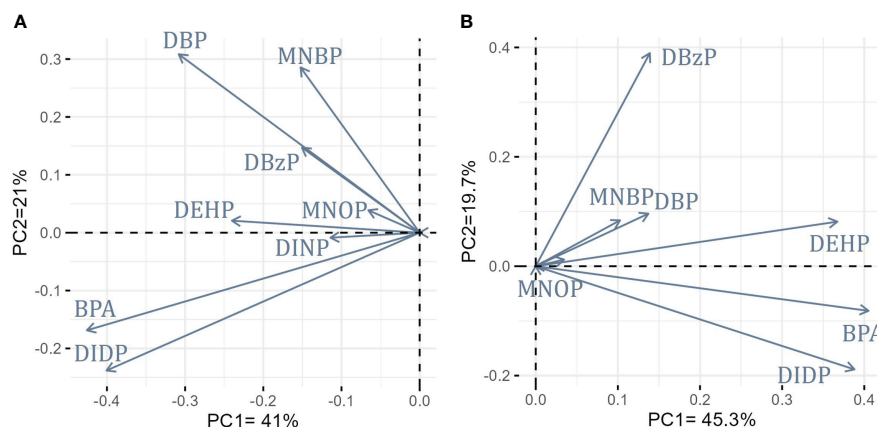 A
DBP
MNBP
DBzP
DEHP
MNOP
DINP
BPA
DIDP
0.3
0.2
0.1
0.0
-0.1
-0.2
PC2=21%
-0.4
-0.3
-0.2
-0.1
0.0
PC1= 41%
B
DBzP
MNBP
DBP
DEHP
MNOP
BPA
DIDP
0.4
0.2
0.0
-0.2
PC2=19.7%
0.0
0.1
0.2
0.3
0.4
PC1= 45.3%